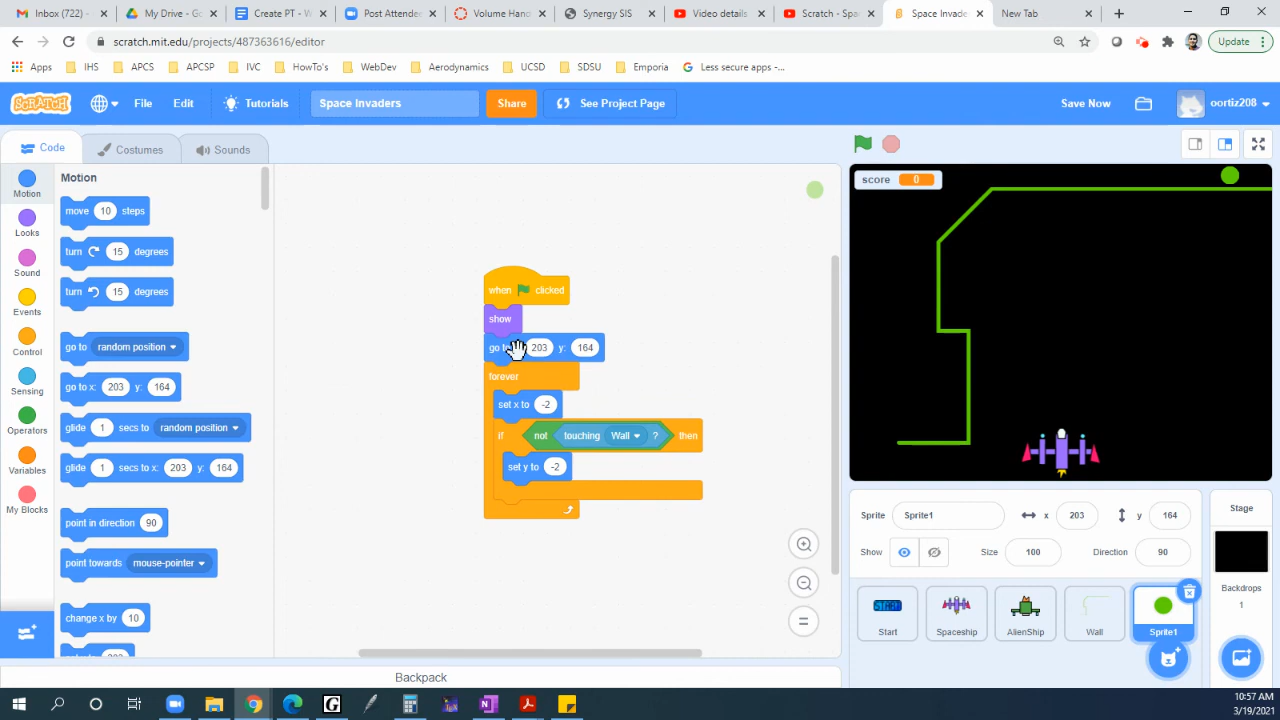 Inbox (722) - m
My Drive - Go
Create PT - W
Post Attender
Volume Hand
Synergy SIS
Video details
Scratch - Spa
Space Invade
New Tab
scratch.mit.edu/projects/487363616/editor
Update
Apps
IHS
APCS
APCSP
IVC
HowTo's
WebDev
Aerodynamics
UCSD
SDSU
Emporia
Less secure apps -...
SCRATCH
File
Edit
Tutorials
Space Invaders
Share
See Project Page
Save Now
oortiz208
Code
Costumes
Sounds
Motion
Looks
Sound
Events
Control
Sensing
Operators
Variables
My Blocks
Motion
move 10 steps
turn 15 degrees
turn 15 degrees
go to random position
go to x: 203 y: 164
glide 1 secs to random position
glide 1 secs to x: 203 y: 164
point in direction 90
point towards mouse-pointer
change x by 10
when clicked
show
go to 203 y: 164
forever
set x to -2
if not touching Wall ? then
set y to -2
score 0
Sprite Sprite1 x 203 y 164
Show Size 100 Direction 90
Start
Spaceship
AlienShip
Wall
Sprite1
Stage
Backdrops
1
Backpack
10:57 AM
3/19/2021